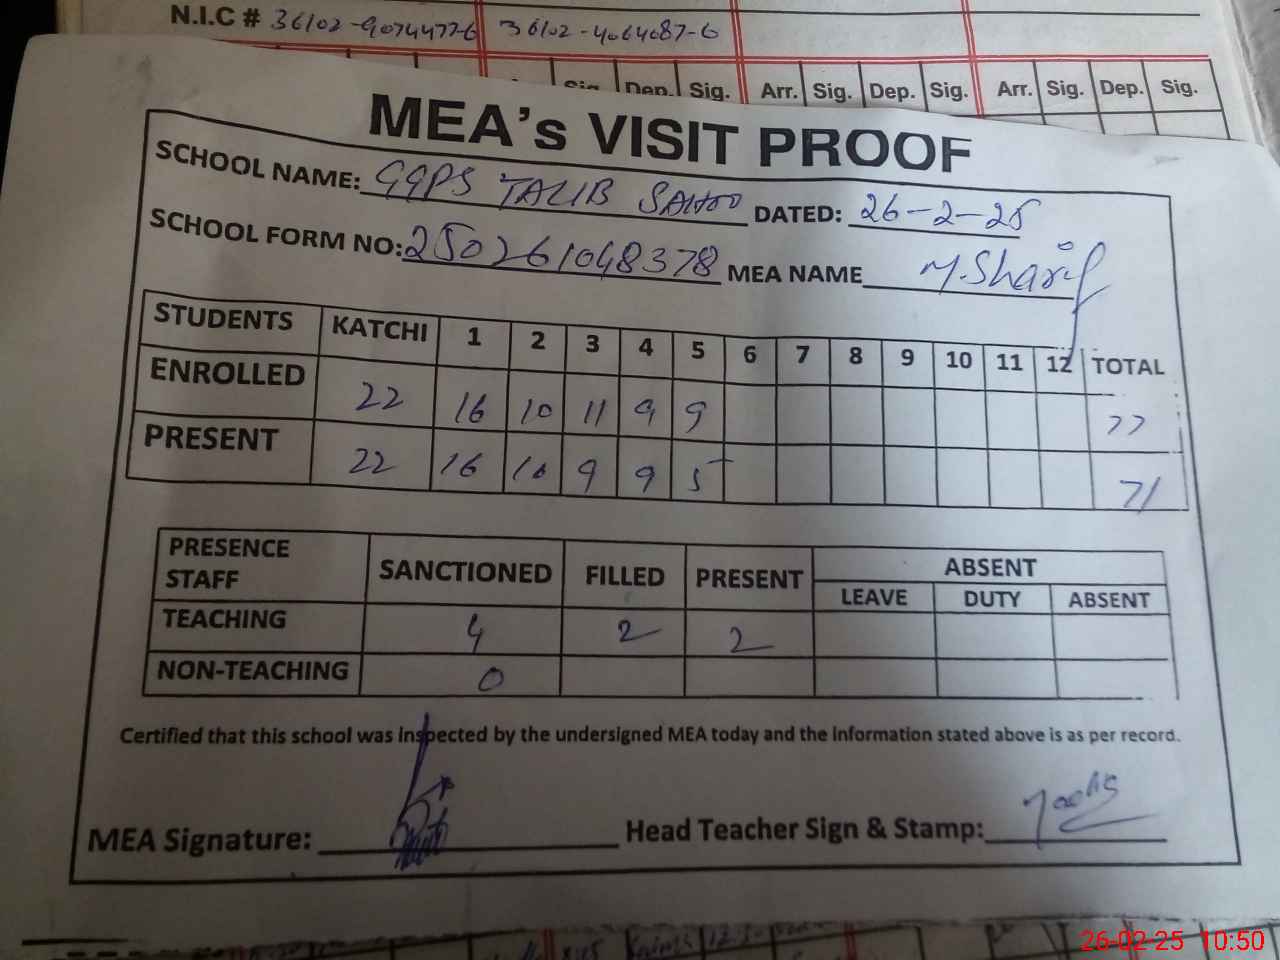 N.I.C # 36102-9074477-6 36102-4064087-6
Sig. Dep. Sig. Arr. Sig. Dep. Sig. Arr. Sig. Dep. Sig.
MEA's VISIT PROOF
SCHOOL NAME: GGPS TALIB SAHOO DATED: 26-2-25
SCHOOL FORM NO: 250261048378 MEA NAME M.Sharif
STUDENTS KATCHI 1 2 3 4 5 6 7 8 9 10 11 12 TOTAL
ENROLLED 22 16 10 11 9 9 77
PRESENT 22 16 10 9 9 5 71
PRESENCE STAFF SANCTIONED FILLED PRESENT ABSENT
LEAVE DUTY ABSENT
TEACHING 4 2 2
NON-TEACHING 0
Certified that this school was inspected by the undersigned MEA today and the information stated above is as per record.
MEA Signature: Head Teacher Sign & Stamp:
26-02-25 10:50